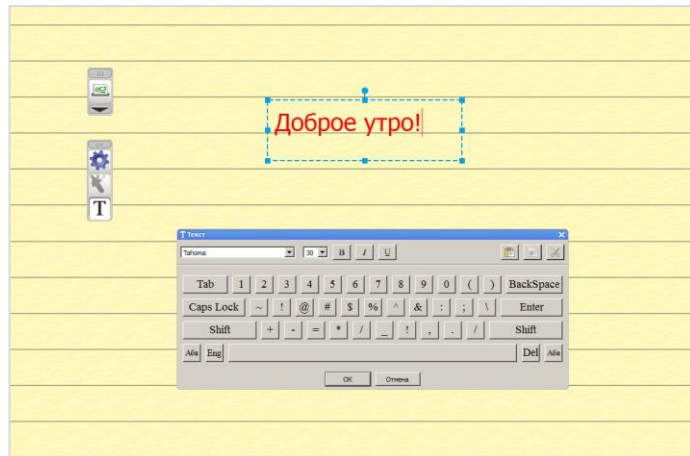 Доброе утро!
T
T Текст
Tahoma 30 B I U
Tab 1 2 3 4 5 6 7 8 9 0 ( ) BackSpace
Caps Lock ~ ! @ # $ % ^ & : ; \ Enter
Shift + - = * / _ ! , . / Shift
Абв Eng Del Абв
OK Отмена